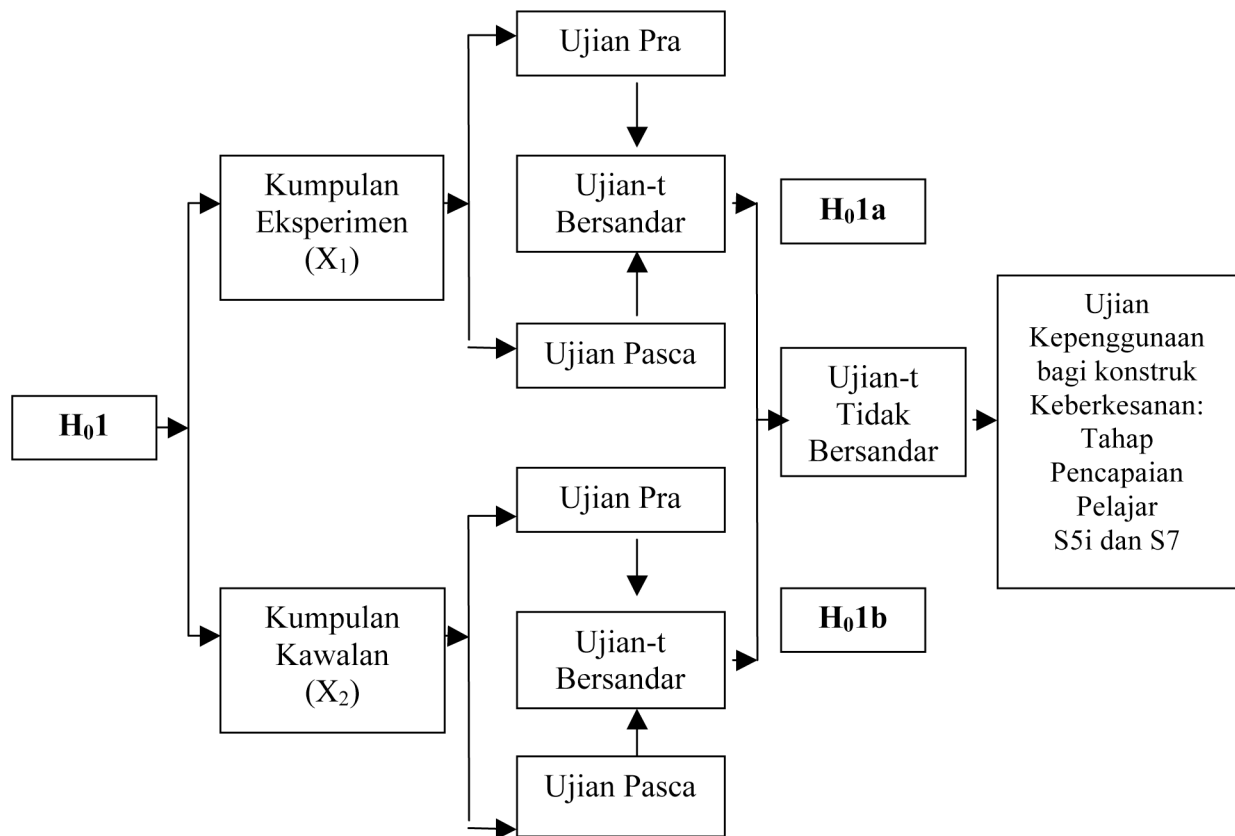 H₀1
Kumpulan
Eksperimen
(X₁)
Ujian Pra
Ujian-t
Bersandar
Ujian Pasca
H₀1a
Kumpulan
Kawalan
(X₂)
Ujian Pra
Ujian-t
Bersandar
Ujian Pasca
H₀1b
Ujian-t
Tidak
Bersandar
Ujian
Kepenggunaan
bagi konstruk
Keberkesanan:
Tahap
Pencapaian
Pelajar
S5i dan S7